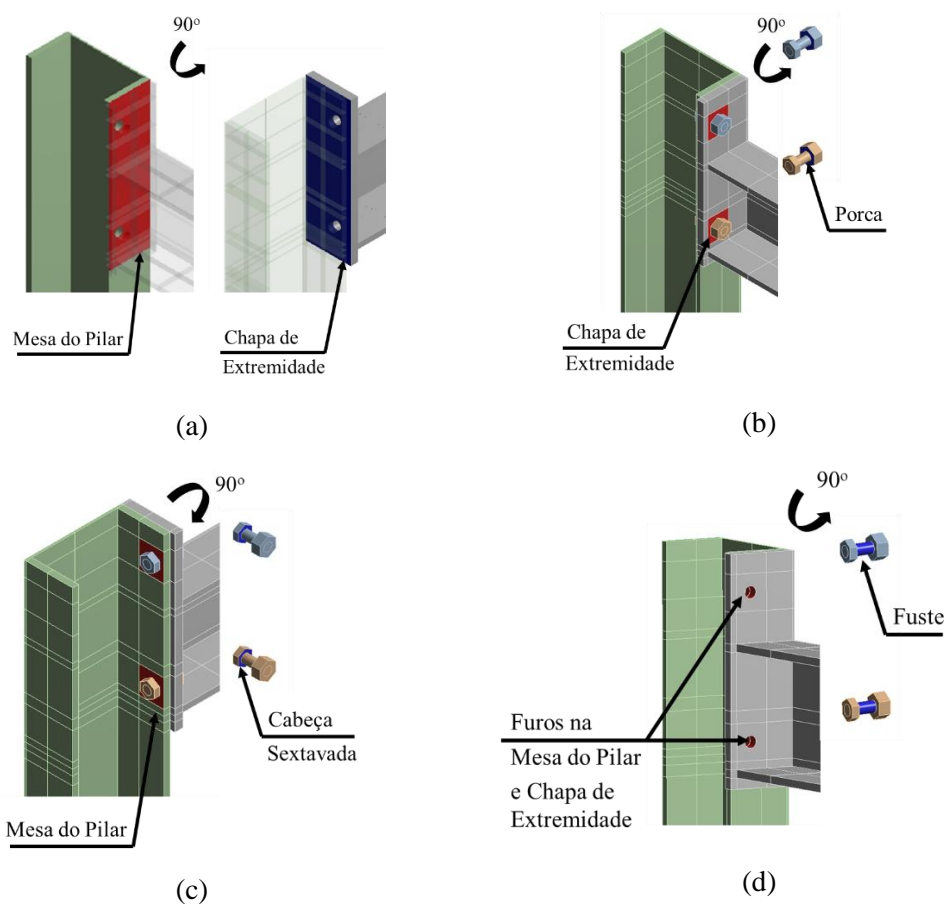 90º
Mesa do Pilar
Chapa de
Extremidade
(a)
90º
Porca
Chapa de
Extremidade
(b)
90º
Cabeça
Sextavada
Mesa do Pilar
(c)
90º
Fuste
Furos na
Mesa do Pilar
e Chapa de
Extremidade
(d)